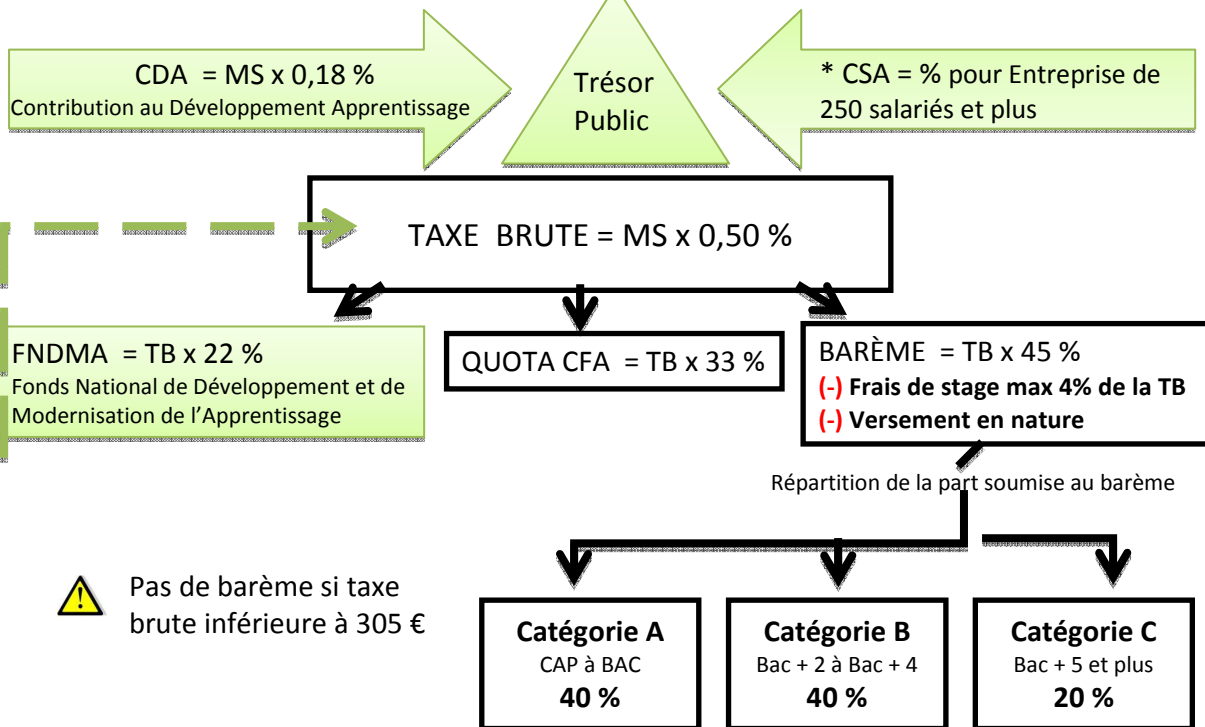 CDA = MS x 0,18 %
Contribution au Développement Apprentissage
Trésor
Public
* CSA = % pour Entreprise de
250 salariés et plus
TAXE BRUTE = MS x 0,50 %
FNDMA = TB x 22 %
Fonds National de Développement et de
Modernisation de l’Apprentissage
QUOTA CFA = TB x 33 %
BARÈME = TB x 45 %
(-) Frais de stage max 4% de la TB
(-) Versement en nature
Répartition de la part soumise au barème
Pas de barème si taxe
brute inférieure à 305 €
Catégorie A
CAP à BAC
40 %
Catégorie B
Bac + 2 à Bac + 4
40 %
Catégorie C
Bac + 5 et plus
20 %